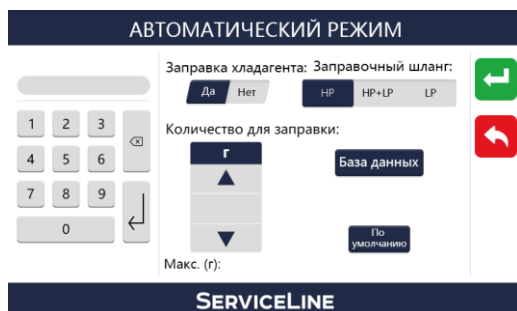 АВТОМАТИЧЕСКИЙ РЕЖИМ
Заправка хладагента: Заправочный шланг:
Да Нет HP HP+LP LP
1 2 3
4 5 6
7 8 9
0
Количество для заправки:
г
База данных
По
умолчанию
Макс. (г):
SERVICELINE